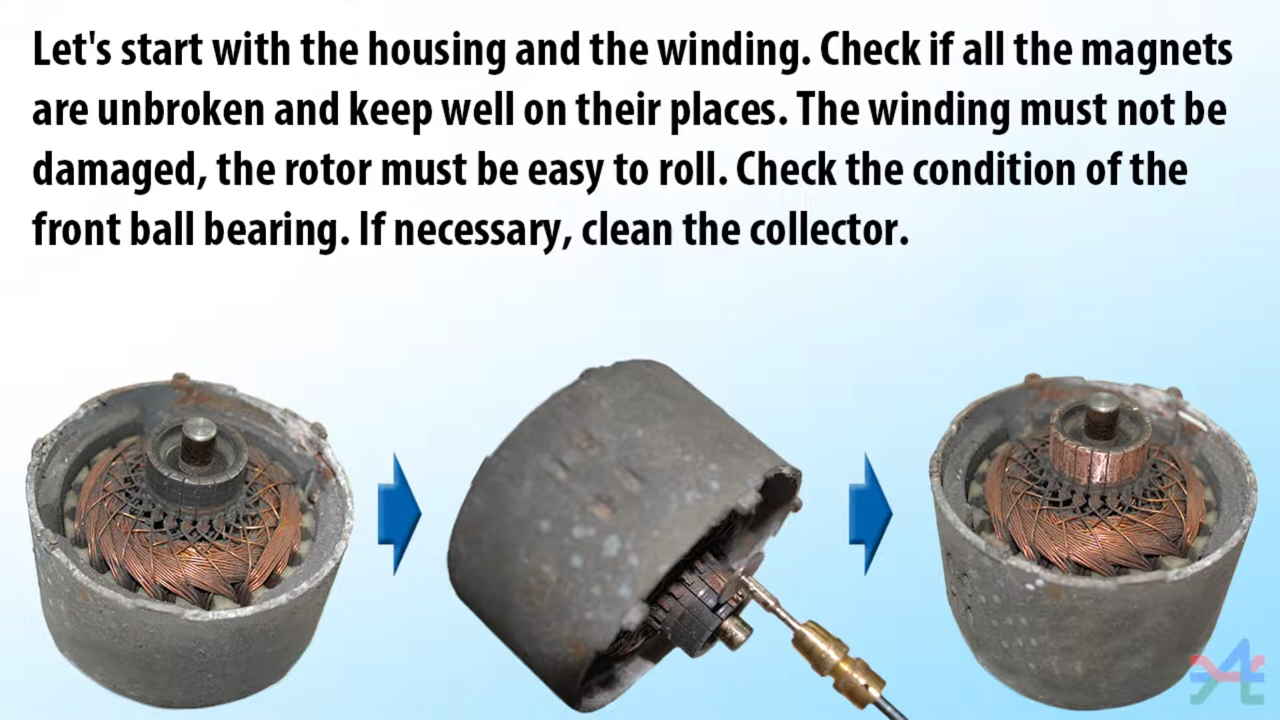 Let's start with the housing and the winding. Check if all the magnets
are unbroken and keep well on their places. The winding must not be
damaged, the rotor must be easy to roll. Check the condition of the
front ball bearing. If necessary, clean the collector.